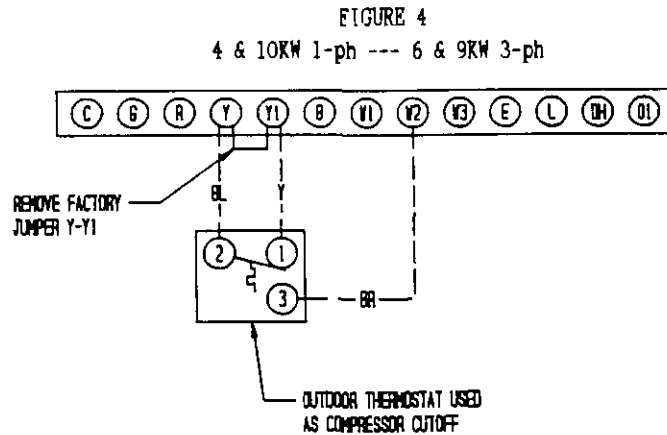 FIGURE 4
4 & 10KW 1-ph --- 6 & 9KW 3-ph
C G R Y Y1 B W1 W2 W3 E L DH O1
REMOVE FACTORY
JUMPER Y-Y1
BL Y
2 1
3 BR
OUTDOOR THERMOSTAT USED
AS COMPRESSOR CUTOFF